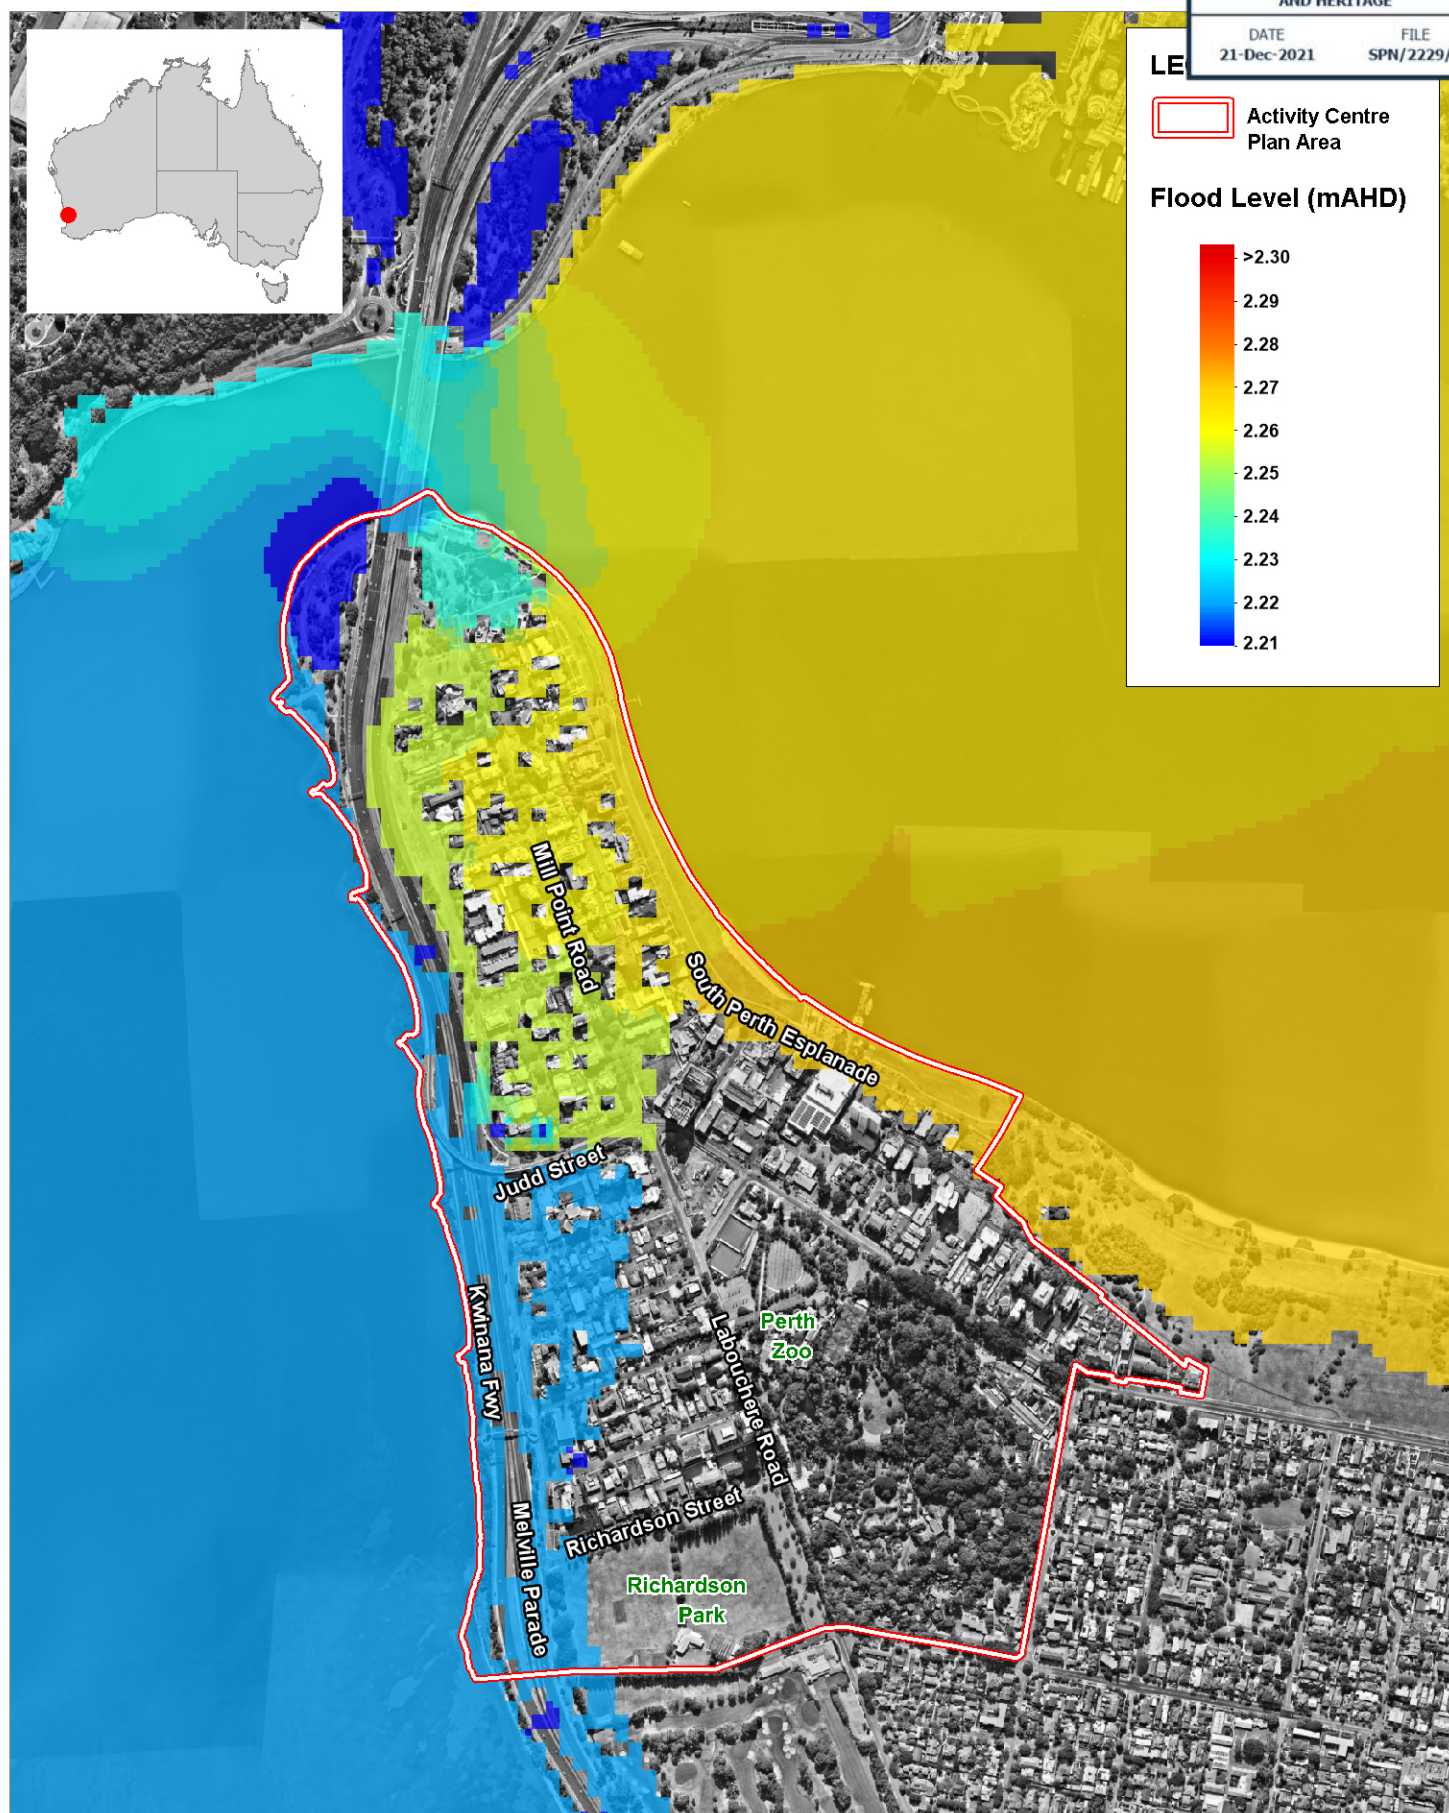 AND HERITAGE
DATE
FILE
21-Dec-2021
SPN/2229/
LE
Activity Centre
Plan Area
Flood Level (mAHD)
>2.30
2.29
2.28
2.27
2.26
2.25
2.24
2.23
2.22
2.21
Mill Point Road
South Perth Esplanade
Judd Street
Kwinana Fwy
Labouchere Road
Perth
Zoo
Richardson Street
Melville Parade
Richardson
Park